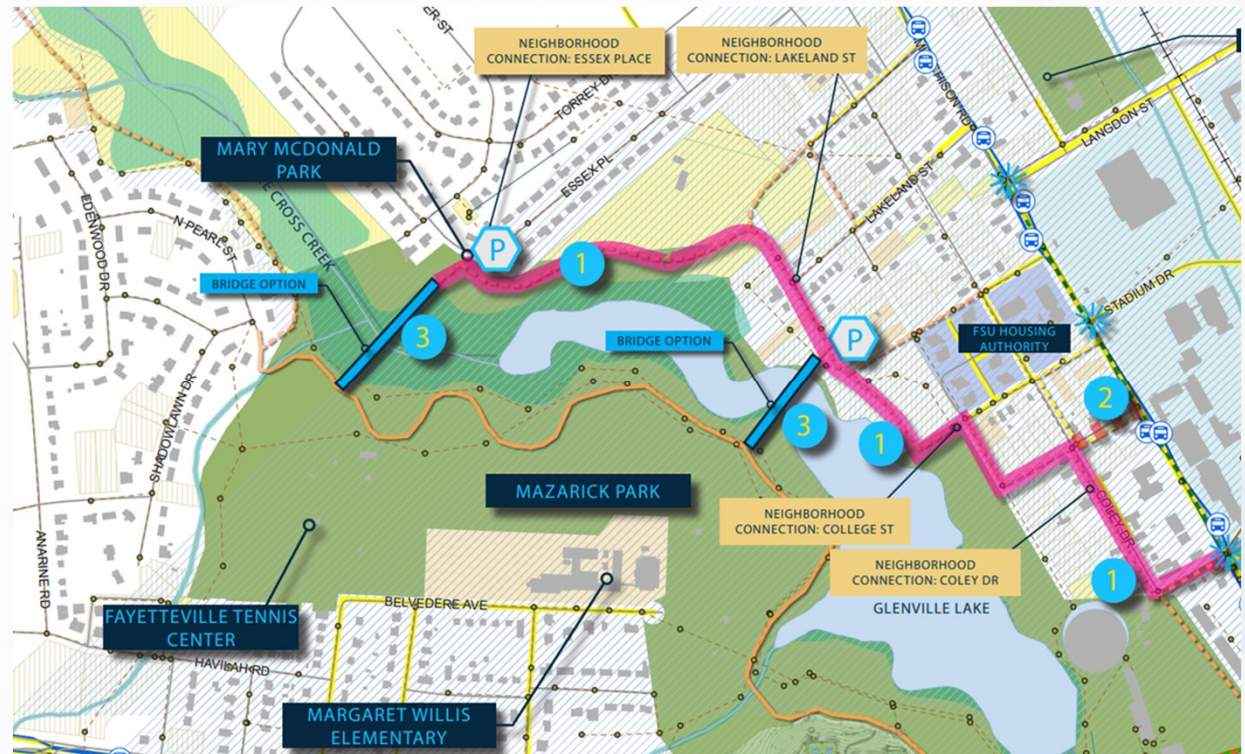 NEIGHBORHOOD
CONNECTION: ESSEX PLACE
NEIGHBORHOOD
CONNECTION: LAKELAND ST
TORREY DR
LANGDON ST
MARY MCDONALD
PARK
ESSEX PL
LAKELAND ST
EDENWOOD DR
N PEARL ST
CROSS CREEK
P
1
STADIUM DR
BRIDGE OPTION
3
BRIDGE OPTION
P
FSU HOUSING
AUTHORITY
SHADOWLAWN DR
2
3
1
MAZARICK PARK
NEIGHBORHOOD
CONNECTION: COLLEGE ST
COLEY DR
ANARINE RD
NEIGHBORHOOD
CONNECTION: COLEY DR
1
GLENVILLE LAKE
BELVEDERE AVE
FAYETTEVILLE TENNIS
CENTER
HAVILAH RD
MARGARET WILLIS
ELEMENTARY